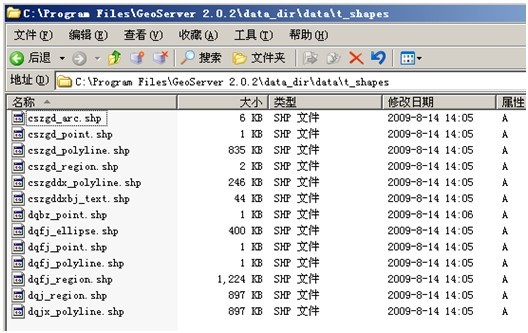 C:\Program Files\GeoServer 2.0.2\data_dir\data\t_shapes
文件(F) 编辑(E) 查看(V) 收藏(A) 工具(T) 帮助(H)
后退 搜索 文件夹
地址(D) C:\Program Files\GeoServer 2.0.2\data_dir\data\t_shapes
名称 大小 类型 修改日期 属性
cszgd_arc.shp 6 KB SHP 文件 2009-8-14 14:05 A
cszgd_point.shp 1 KB SHP 文件 2009-8-14 14:05 A
cszgd_polyline.shp 835 KB SHP 文件 2009-8-14 14:05 A
cszgd_region.shp 2 KB SHP 文件 2009-8-14 14:05 A
cszgddx_polyline.shp 246 KB SHP 文件 2009-8-14 14:05 A
cszgddxbj_text.shp 44 KB SHP 文件 2009-8-14 14:05 A
dqbz_point.shp 1 KB SHP 文件 2009-8-14 14:06 A
dqfj_ellipse.shp 400 KB SHP 文件 2009-8-14 14:05 A
dqfj_point.shp 1 KB SHP 文件 2009-8-14 14:05 A
dqfj_polyline.shp 1 KB SHP 文件 2009-8-14 14:05 A
dqfj_region.shp 1,224 KB SHP 文件 2009-8-14 14:05 A
dqj_region.shp 897 KB SHP 文件 2009-8-14 14:05 A
dqjx_polyline.shp 897 KB SHP 文件 2009-8-14 14:05 A